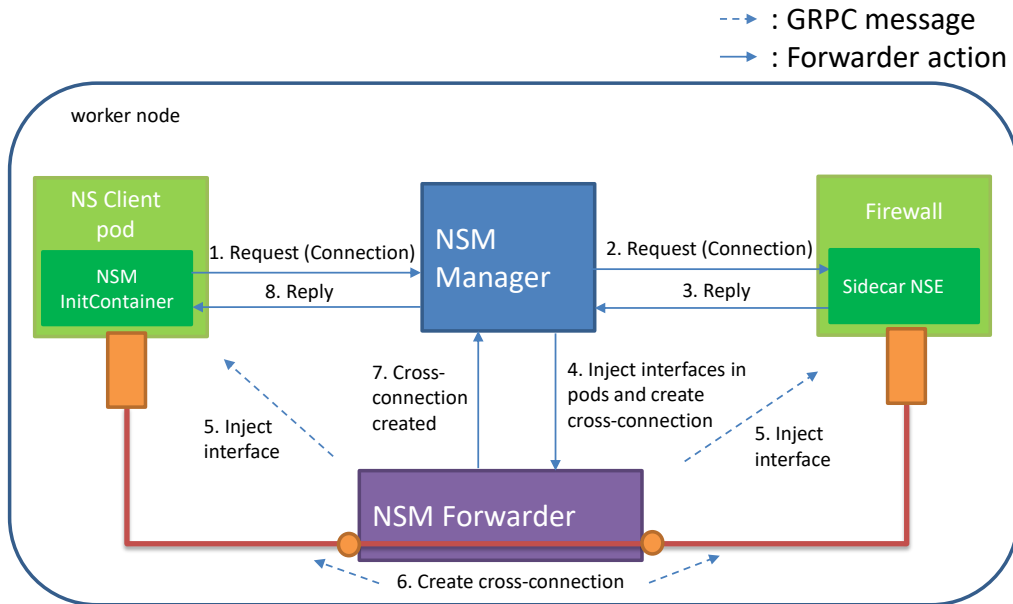 : GRPC message
: Forwarder action
worker node
NS Client
pod
NSM
InitContainer
1. Request (Connection)
8. Reply
NSM
Manager
2. Request (Connection)
3. Reply
Firewall
Sidecar NSE
5. Inject
interface
7. Cross-
connection
created
4. Inject interfaces in
pods and create
cross-connection
5. Inject
interface
NSM Forwarder
6. Create cross-connection